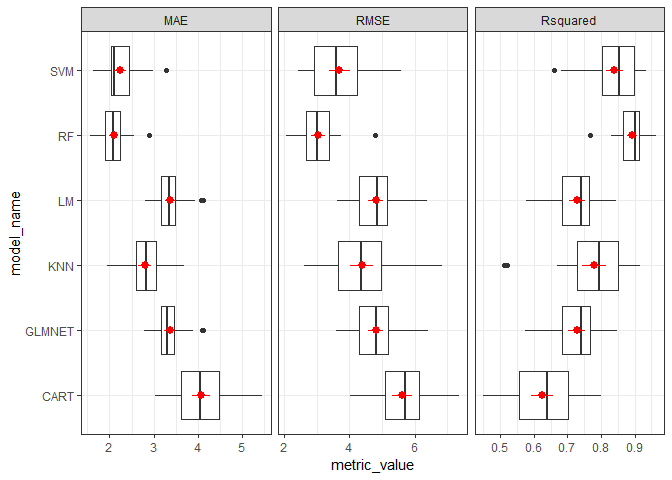 MAE RMSE Rsquared
SVM
RF
LM
KNN
GLMNET
CART
model_name
2 3 4 5 2 4 6 0.5 0.6 0.7 0.8 0.9
metric_value